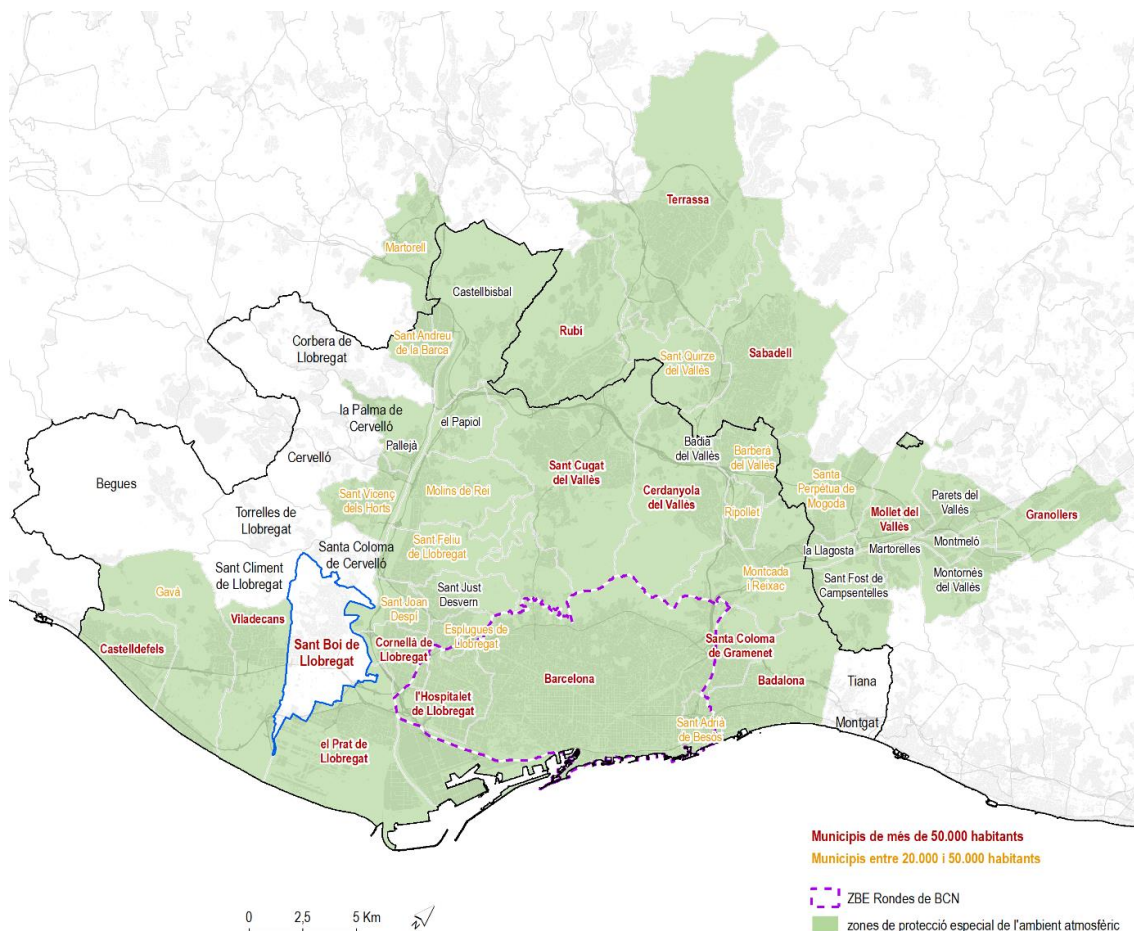 Terrassa
Martorell
Castellbisbal
Rubí
Corbera de
Llobregat
Sant Andreu
de la Barca
Sant Quirze
del Vallès
Sabadell
la Palma de
Cervelló
el Papiol
Pallejà
Cervelló
Badia
del Vallès
Barberà
del Vallès
Begues
Sant Cugat
del Vallès
Cerdanyola
del Vallès
Santa
Perpètua de
Mogoda
Parets del
Vallès
Granollers
Sant Vicenç
dels Horts
Molins de Rei
Ripollet
Mollet del
Vallès
Torrelles de
Llobregat
Sant Feliu
de Llobregat
la Llagosta
Martorelles
Montmeló
Santa Coloma
de Cervelló
Sant Climent
de Llobregat
Sant Just
Desvern
Montcada
i Reixac
Sant Fost de
Campsentelles
Montornès
del Vallès
Gavà
Viladecans
Sant Joan
Despí
Esplugues de
Llobregat
Castelldefels
Sant Boi de
Llobregat
Cornellà de
Llobregat
Santa Coloma
de Gramenet
Barcelona
Badalona
Tiana
l'Hospitalet
de Llobregat
Montgat
Sant Adrià
de Besòs
el Prat de
Llobregat
Municipis de més de 50.000 habitants
Municipis entre 20.000 i 50.000 habitants
ZBE Rondes de BCN
zones de protecció especial de l'ambient atmosfèric
0 2,5 5 Km
N